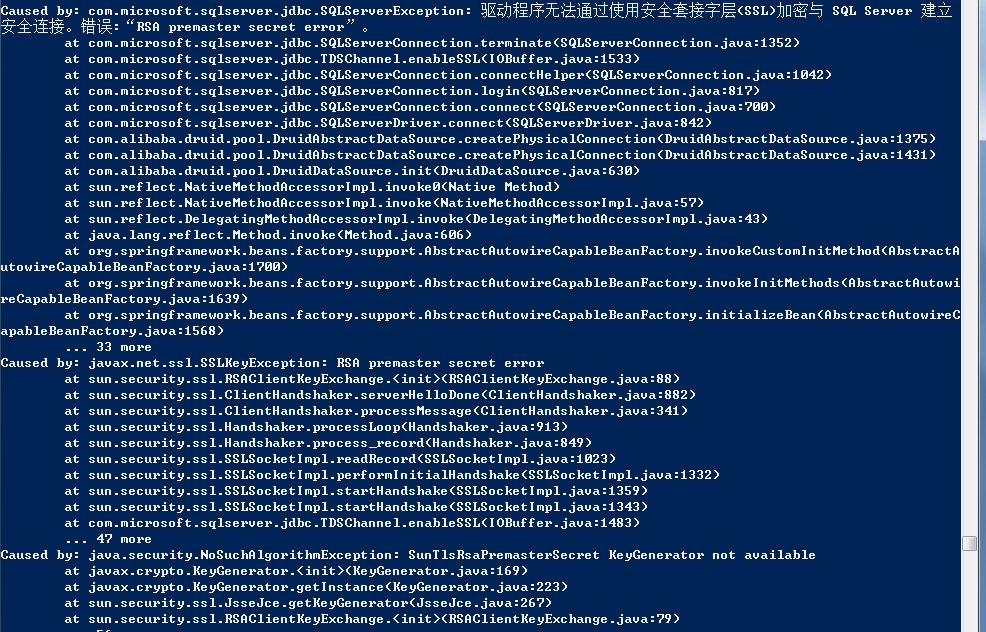 Caused by: com.microsoft.sqlserver.jdbc.SQLServerException: 驱动程序无法通过使用安全套接字层(SSL)加密与 SQL Server 建立
安全连接。错误:“RSA premaster secret error”。
at com.microsoft.sqlserver.jdbc.SQLServerConnection.terminate(SQLServerConnection.java:1352)
at com.microsoft.sqlserver.jdbc.TDSChannel.enableSSL(IOBuffer.java:1533)
at com.microsoft.sqlserver.jdbc.SQLServerConnection.connectHelper(SQLServerConnection.java:1042)
at com.microsoft.sqlserver.jdbc.SQLServerConnection.login(SQLServerConnection.java:817)
at com.microsoft.sqlserver.jdbc.SQLServerConnection.connect(SQLServerConnection.java:700)
at com.microsoft.sqlserver.jdbc.SQLServerDriver.connect(SQLServerDriver.java:842)
at com.alibaba.druid.pool.DruidAbstractDataSource.createPhysicalConnection(DruidAbstractDataSource.java:1375)
at com.alibaba.druid.pool.DruidAbstractDataSource.createPhysicalConnection(DruidAbstractDataSource.java:1431)
at com.alibaba.druid.pool.DruidDataSource.init(DruidDataSource.java:630)
at sun.reflect.NativeMethodAccessorImpl.invoke0(Native Method)
at sun.reflect.NativeMethodAccessorImpl.invoke(NativeMethodAccessorImpl.java:57)
at sun.reflect.DelegatingMethodAccessorImpl.invoke(DelegatingMethodAccessorImpl.java:43)
at java.lang.reflect.Method.invoke(Method.java:606)
at org.springframework.beans.factory.support.AbstractAutowireCapableBeanFactory.invokeCustomInitMethod(AbstractA
utowireCapableBeanFactory.java:1700)
at org.springframework.beans.factory.support.AbstractAutowireCapableBeanFactory.invokeInitMethods(AbstractAutowi
reCapableBeanFactory.java:1639)
at org.springframework.beans.factory.support.AbstractAutowireCapableBeanFactory.initializeBean(AbstractAutowireC
apableBeanFactory.java:1568)
... 33 more
Caused by: javax.net.ssl.SSLKeyException: RSA premaster secret error
at sun.security.ssl.RSAClientKeyExchange.<init>(RSAClientKeyExchange.java:88)
at sun.security.ssl.ClientHandshaker.serverHelloDone(ClientHandshaker.java:882)
at sun.security.ssl.ClientHandshaker.processMessage(ClientHandshaker.java:341)
at sun.security.ssl.Handshaker.processLoop(Handshaker.java:913)
at sun.security.ssl.Handshaker.process_record(Handshaker.java:849)
at sun.security.ssl.SSLSocketImpl.readRecord(SSLSocketImpl.java:1023)
at sun.security.ssl.SSLSocketImpl.performInitialHandshake(SSLSocketImpl.java:1332)
at sun.security.ssl.SSLSocketImpl.startHandshake(SSLSocketImpl.java:1359)
at sun.security.ssl.SSLSocketImpl.startHandshake(SSLSocketImpl.java:1343)
at com.microsoft.sqlserver.jdbc.TDSChannel.enableSSL(IOBuffer.java:1483)
... 47 more
Caused by: java.security.NoSuchAlgorithmException: SunTlsRsaPremasterSecret KeyGenerator not available
at javax.crypto.KeyGenerator.<init>(KeyGenerator.java:169)
at javax.crypto.KeyGenerator.getInstance(KeyGenerator.java:223)
at sun.security.ssl.JsseJce.getKeyGenerator(JsseJce.java:267)
at sun.security.ssl.RSAClientKeyExchange.<init>(RSAClientKeyExchange.java:79)